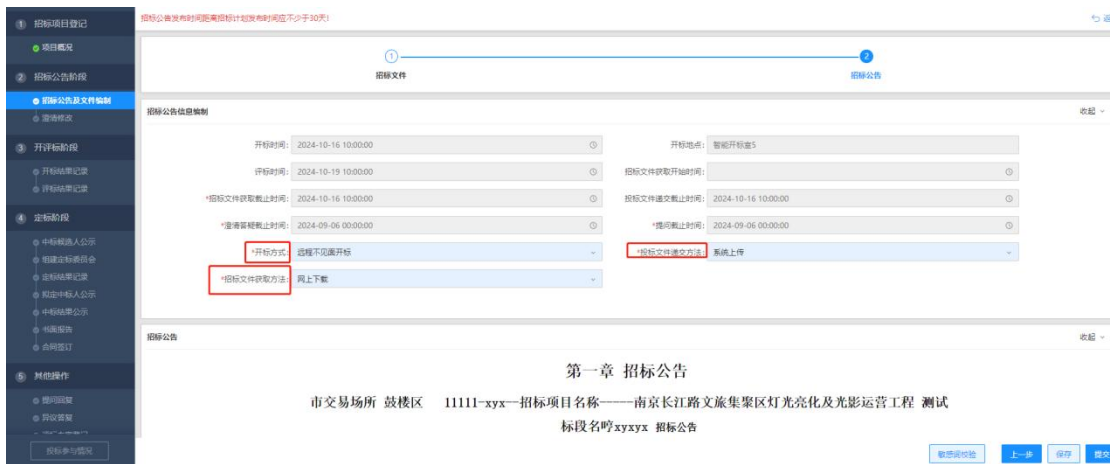 招标公告发布时间距离招标计划发布时间应不少于30天!
1 招标项目登记
项目概况
2 招标公告阶段
招标公告及文件编制
澄清修改
3 开评标阶段
开标结果记录
评标结果记录
4 定标阶段
中标候选人公示
组建定标委员会
定标结果记录
拟定中标人公示
中标结果公示
书面报告
合同签订
5 其他操作
提问回复
异议答复
投标参与情况
1 2
招标文件 招标公告
招标公告信息编制 收起
开标时间: 2024-10-16 10:00:00 开标地点: 智能开标室5
评标时间: 2024-10-19 10:00:00 招标文件获取开始时间:
*招标文件获取截止时间: 2024-10-16 10:00:00 投标文件递交截止时间: 2024-10-16 10:00:00
*澄清答疑截止时间: 2024-09-06 00:00:00 *提问截止时间: 2024-09-06 00:00:00
*开标方式: 远程不见面开标 *投标文件递交方法: 系统上传
*招标文件获取方法: 网上下载
招标公告 收起
第一章 招标公告
市交易场所 鼓楼区 11111-xyx--招标项目名称-----南京长江路文旅集聚区灯光亮化及光影运营工程 测试
标段名哼xyxyx 招标公告
敏感词校验 上一步 保存 提交